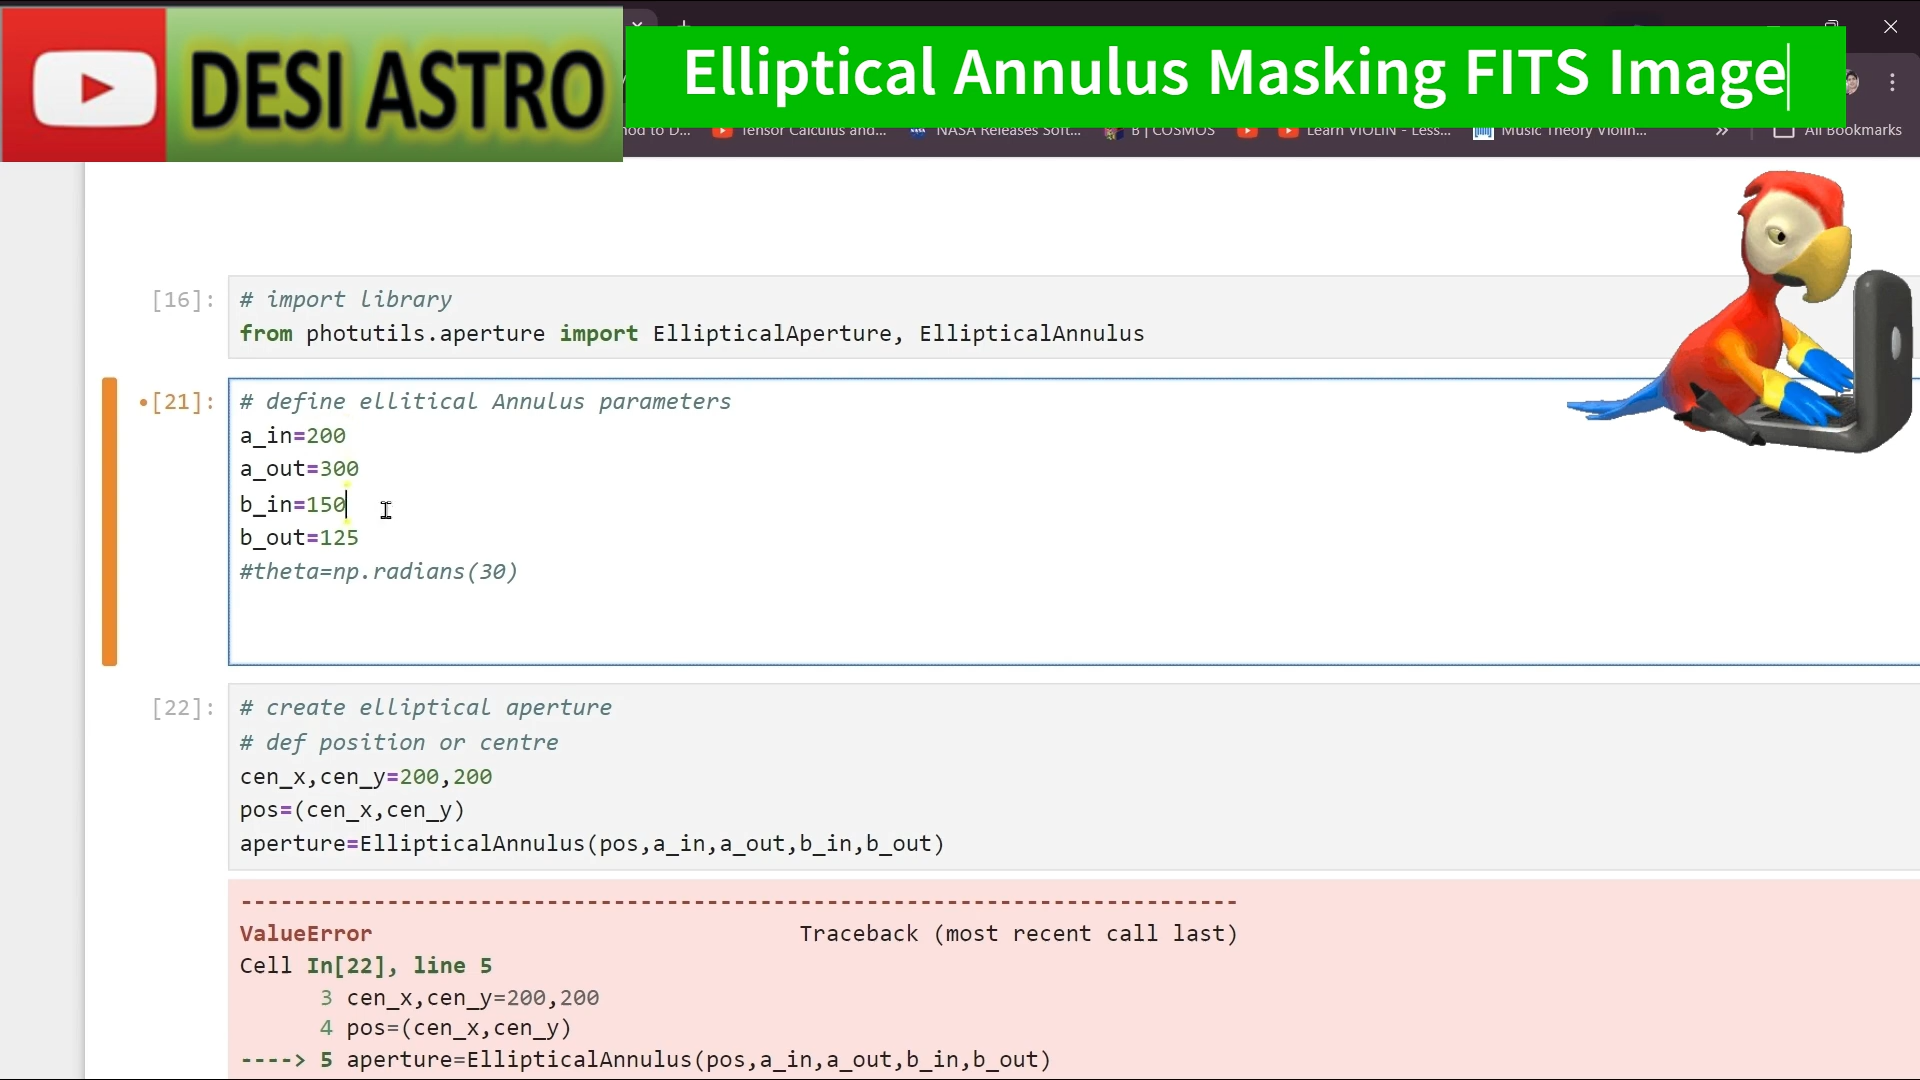 DESI ASTRO
Elliptical Annulus Masking FITS Image
to D...
Tensor Calculus and...
NASA Releases Soft...
B | COSMOS
Learn VIOLIN - Less...
Music Theory Violin...
All Bookmarks
[16]:
# import library
from photutils.aperture import EllipticalAperture, EllipticalAnnulus
•[21]:
# define ellitical Annulus parameters
a_in=200
a_out=300
b_in=150
b_out=125
#theta=np.radians(30)
[22]:
# create elliptical aperture
# def position or centre
cen_x,cen_y=200,200
pos=(cen_x,cen_y)
aperture=EllipticalAnnulus(pos,a_in,a_out,b_in,b_out)
---------------------------------------------------------------------------
ValueError Traceback (most recent call last)
Cell In[22], line 5
3 cen_x,cen_y=200,200
4 pos=(cen_x,cen_y)
----> 5 aperture=EllipticalAnnulus(pos,a_in,a_out,b_in,b_out)